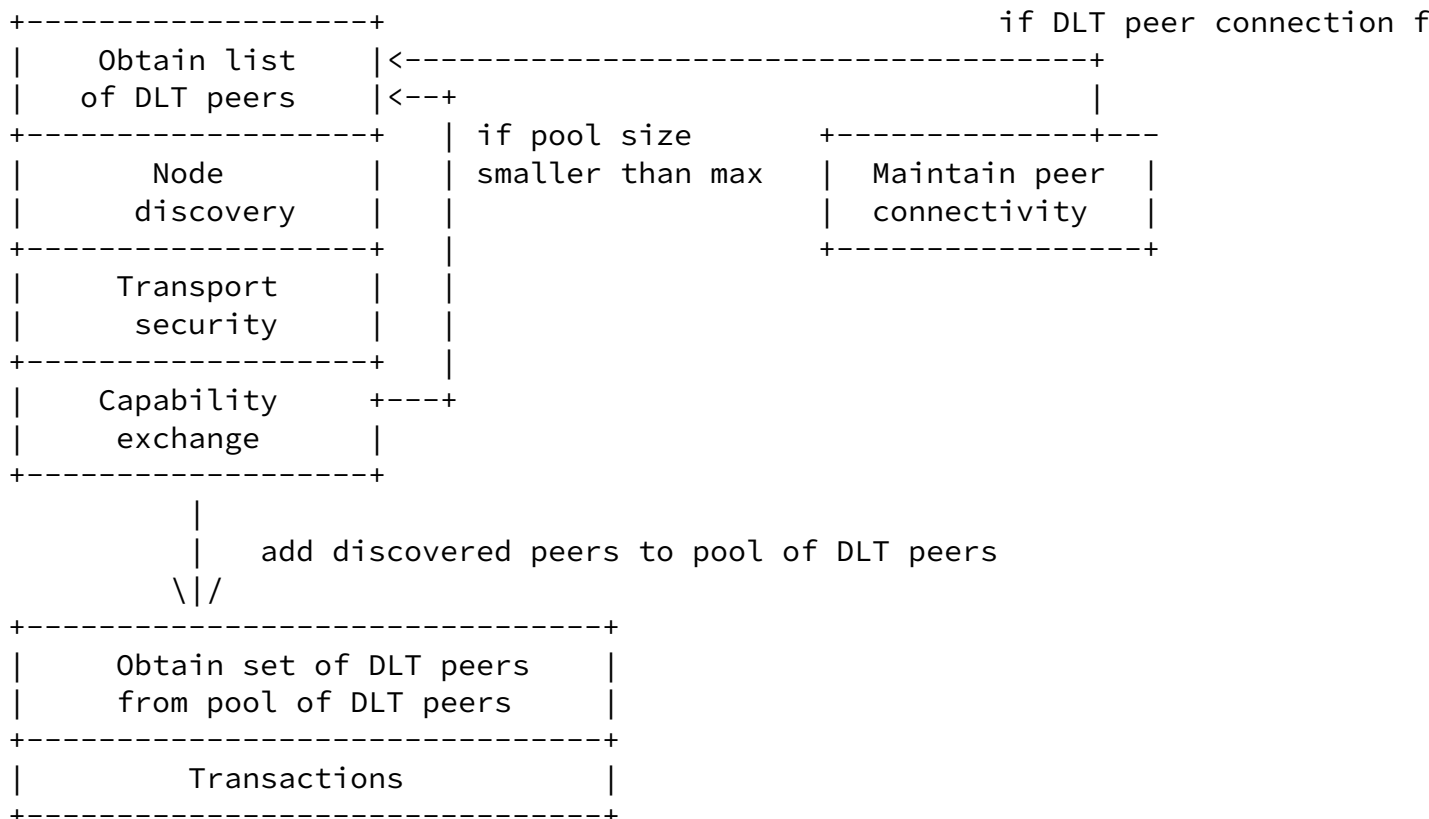 if DLT peer connection f
Obtain list
of DLT peers
if pool size
smaller than max
Node
discovery
Maintain peer
connectivity
Transport
security
Capability
exchange
add discovered peers to pool of DLT peers
Obtain set of DLT peers
from pool of DLT peers
Transactions